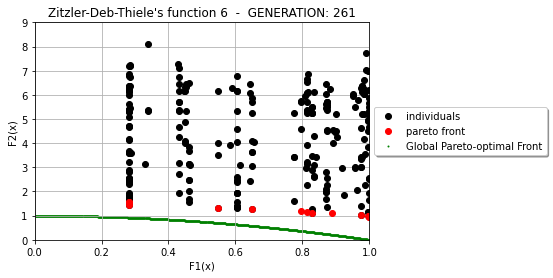 Zitzler-Deb-Thiele's function 6 - GENERATION: 261
9
8
7
6
5
4
3
2
1
0
F2(x)
0.0 0.2 0.4 0.6 0.8 1.0
F1(x)
individuals
pareto front
Global Pareto-optimal Front